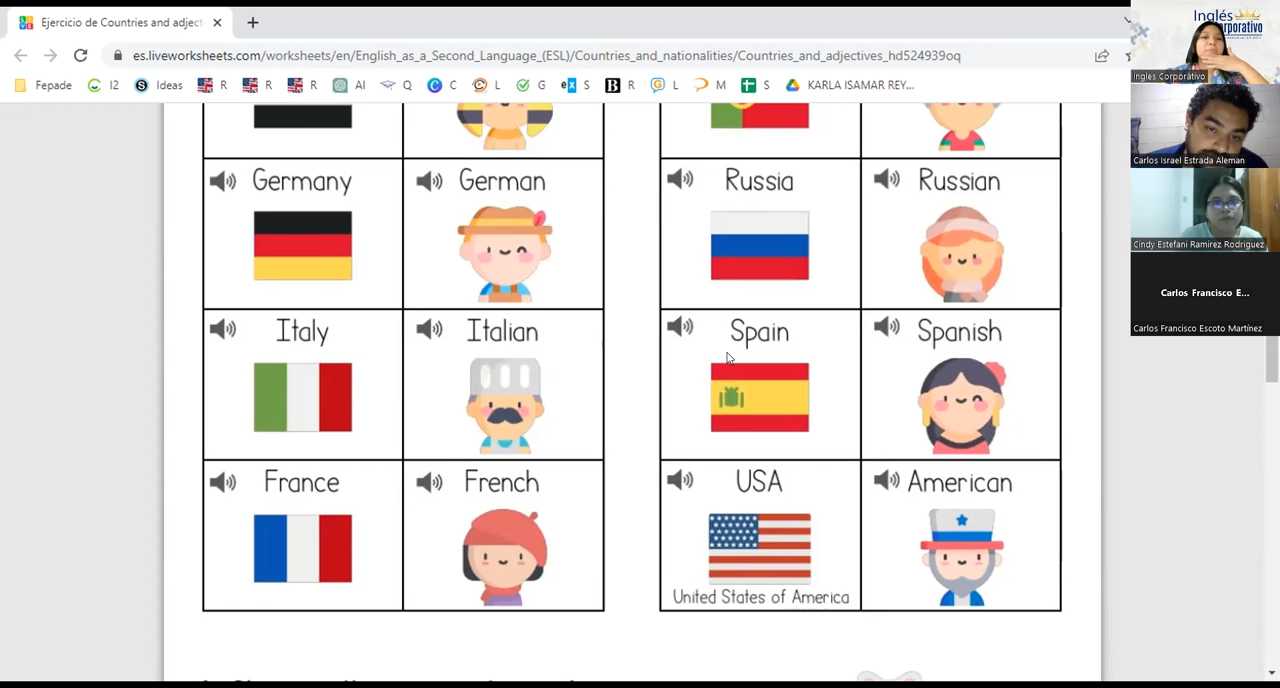 Ejercicio de Countries and adject
es.liveworksheets.com/worksheets/en/English_as_a_Second_Language_(ESL)/Countries_and_nationalities/Countries_and_adjectives_hd524939oq
Fepade I2 Ideas R R R AI Q C L G S R L M S KARLA ISAMAR REY...
Germany German Russia Russian
Italy Italian Spain Spanish
France French USA American
United States of America
Inglés
Corporativo
Ingles Corporativo
Carlos Israel Estrada Aleman
Cindy Estefani Ramirez Rodriguez
Carlos Francisco E...
Carlos Francisco Escoto Martínez